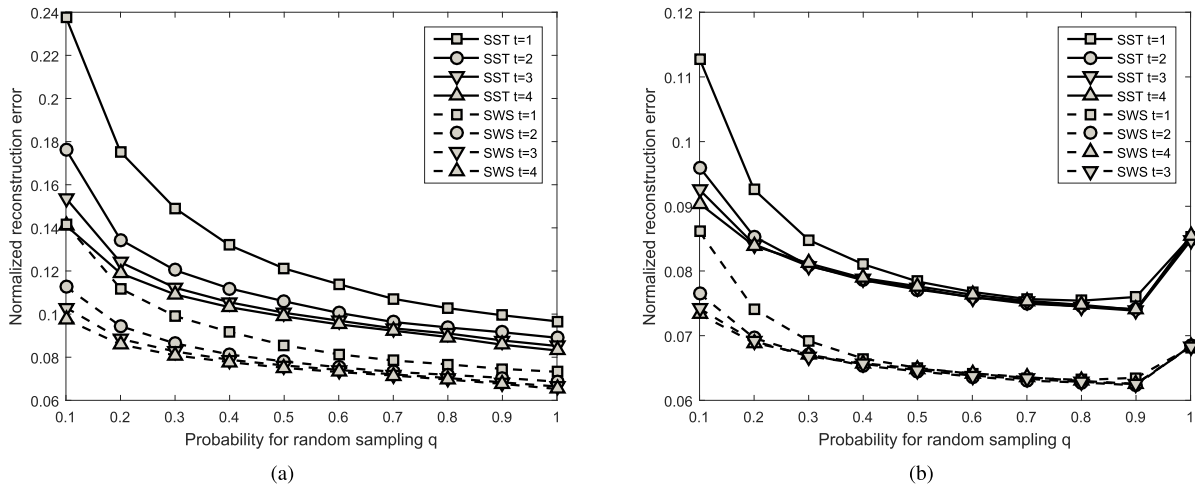 0.24
0.22
0.2
0.18
0.16
0.14
0.12
0.1
0.08
0.06
Normalized reconstruction error
0.1 0.2 0.3 0.4 0.5 0.6 0.7 0.8 0.9 1
Probability for random sampling q
SST t=1
SST t=2
SST t=3
SST t=4
SWS t=1
SWS t=2
SWS t=3
SWS t=4
(a)
0.12
0.11
0.1
0.09
0.08
0.07
0.06
Normalized reconstruction error
0.1 0.2 0.3 0.4 0.5 0.6 0.7 0.8 0.9 1
Probability for random sampling q
SST t=1
SST t=2
SST t=3
SST t=4
SWS t=1
SWS t=2
SWS t=4
SWS t=3
(b)